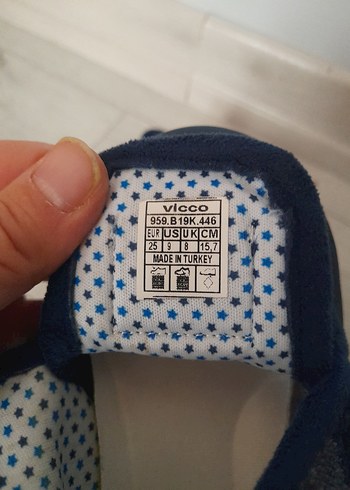 vicco
959.B19K.446
EUR US UK CM
25 9 8 15,7
MADE IN TURKEY